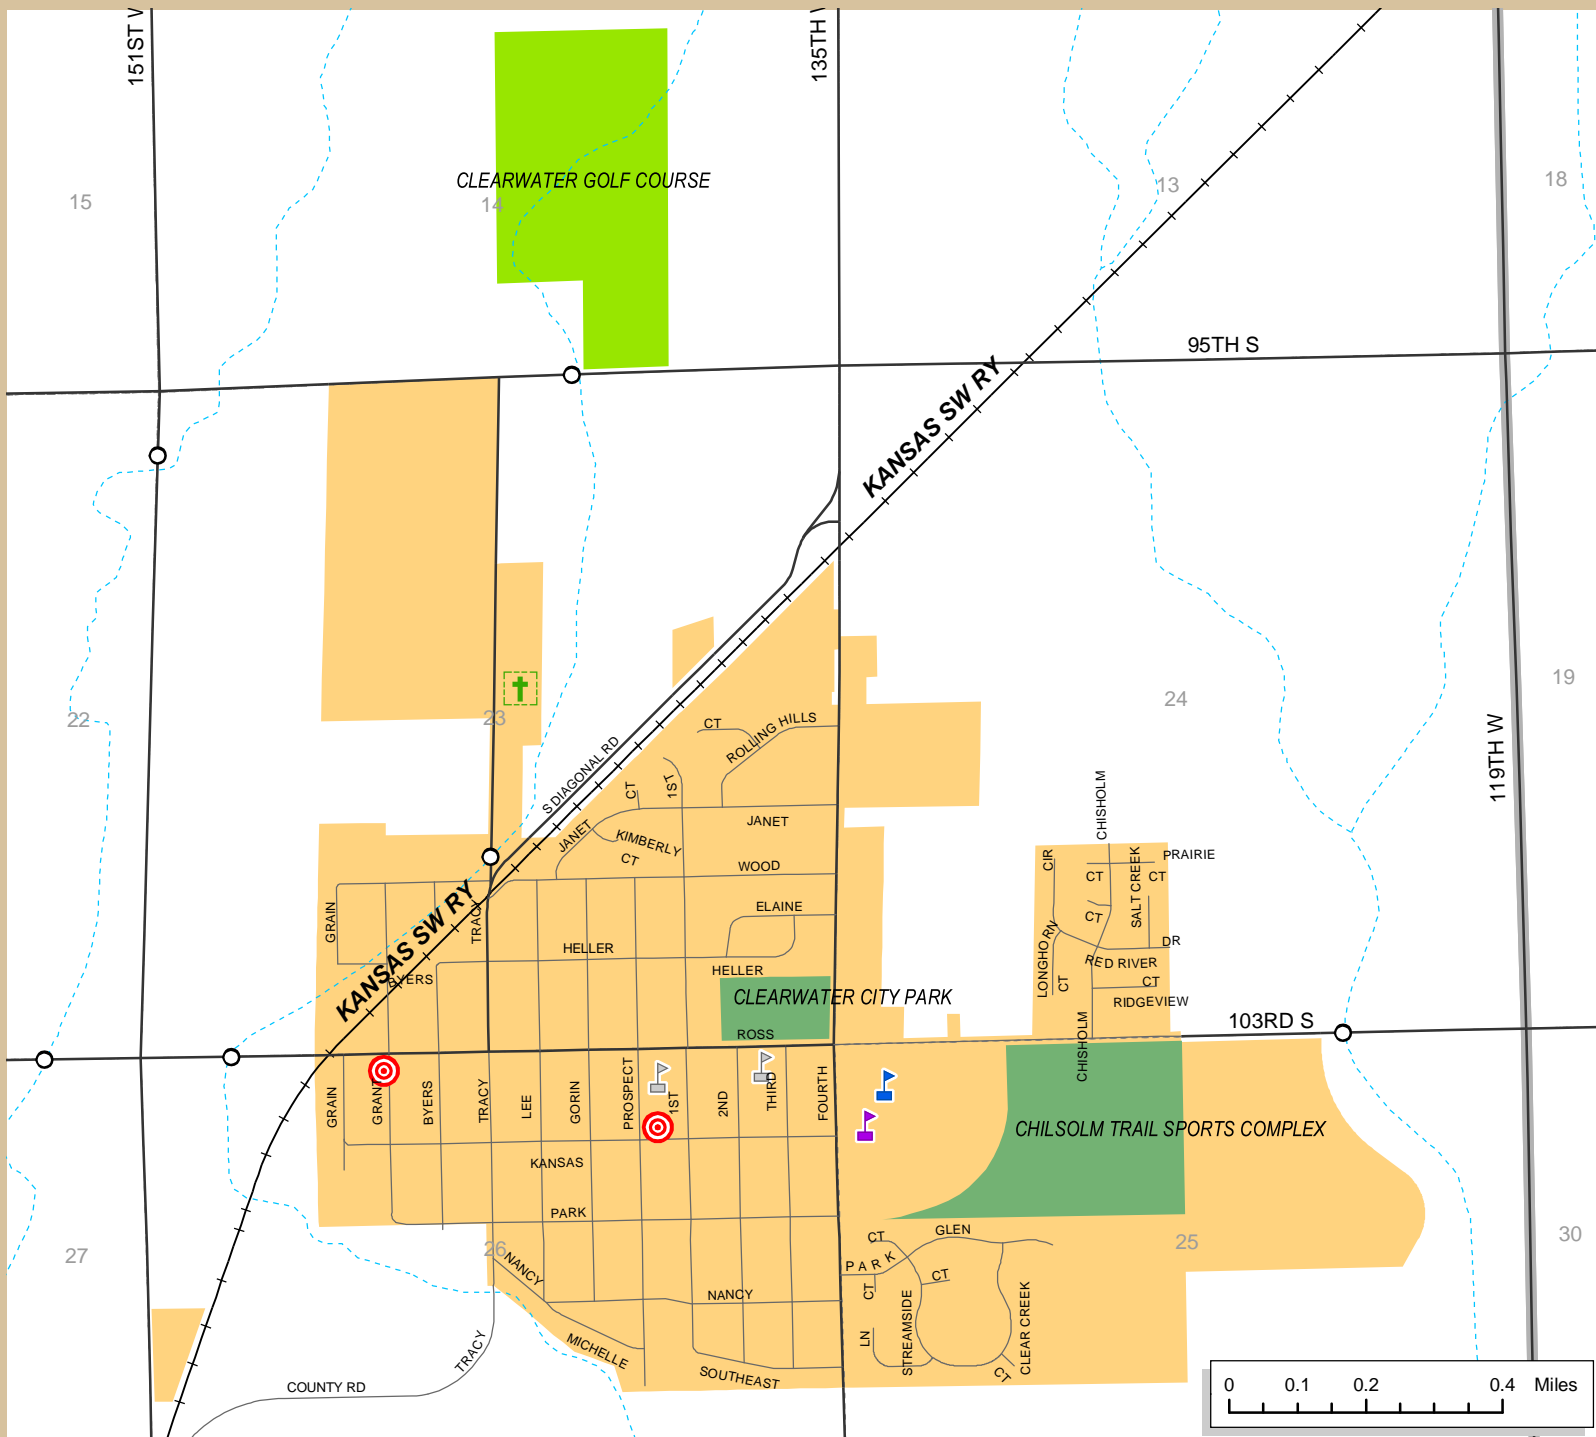 151ST W
135TH W
CLEARWATER GOLF COURSE
15
14
13
18
95TH S
KANSAS SW RY
22
23
24
19
119TH W
S DIAGONAL RD
CT
ROLLING HILLS
1ST
CT
JANET
JANET
KIMBERLY
CT
WOOD
CHISHOLM
PRAIRIE
CIR
CT
SALT CREEK
CT
CT
LONGHORN
CT
RED RIVER
DR
CT
RIDGEVIEW
GRAIN
TRACY
ELAINE
KANSAS SW RY
HELLER
HELLER
BYERS
CLEARWATER CITY PARK
ROSS
103RD S
CHISHOLM
GRAIN
GRANT
BYERS
TRACY
LEE
GORIN
PROSPECT
1ST
2ND
THIRD
FOURTH
CHILSOLM TRAIL SPORTS COMPLEX
KANSAS
PARK
27
26
25
30
NANCY
NANCY
GLEN
CT
PARK
CT
CT
STREAMSIDE
CLEAR CREEK
LN
CT
MICHELLE
SOUTHEAST
TRACY
COUNTY RD
0 0.1 0.2 0.4 Miles